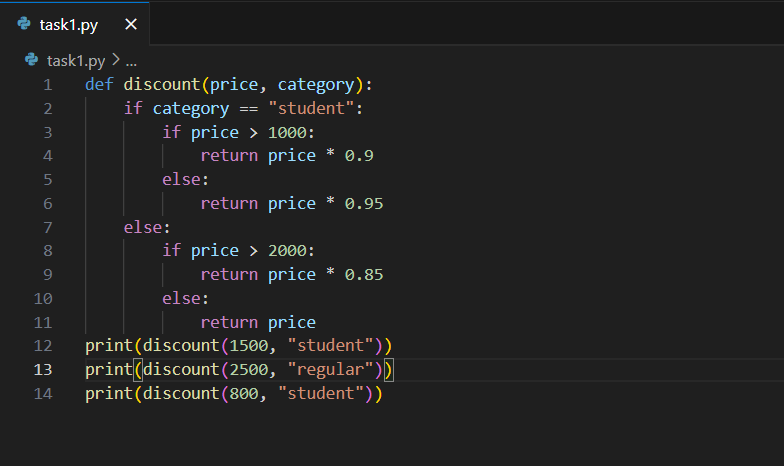 task1.py ×
task1.py > ...
1 def discount(price, category):
2     if category == "student":
3         if price > 1000:
4             return price * 0.9
5         else:
6             return price * 0.95
7     else:
8         if price > 2000:
9             return price * 0.85
10         else:
11             return price
12 print(discount(1500, "student"))
13 print(discount(2500, "regular"))
14 print(discount(800, "student"))